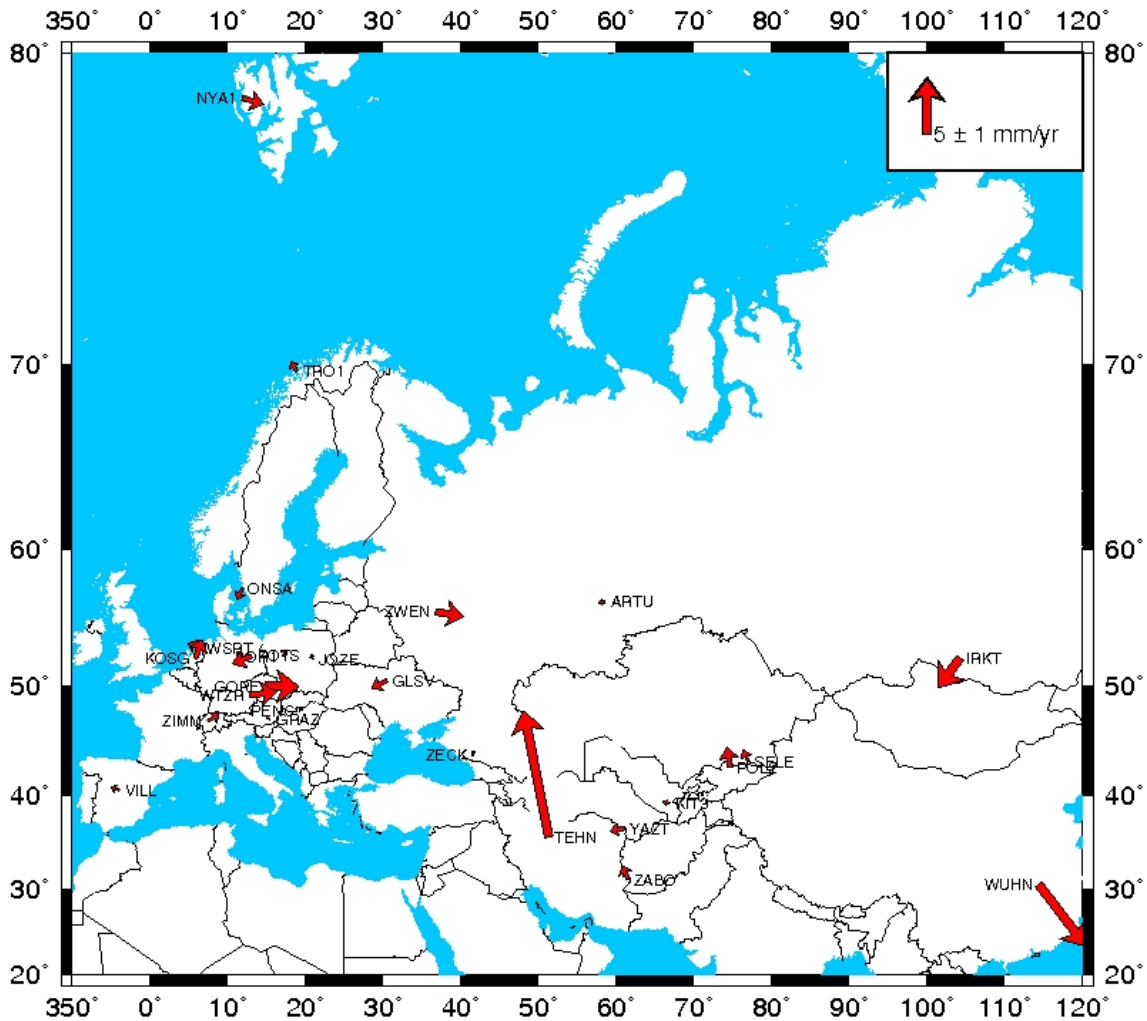 350° 0° 10° 20° 30° 40° 50° 60° 70° 80° 90° 100° 110° 120°
80° 80°
NYA1
5 ± 1 mm/yr
70° 70°
TRO1
60° 60°
ONSA
ZWEN ARTU
WSRT
KOSG JOZE IRKT
GLSV
50° 50°
GOPE
WTZR
PENC
ZIMM GRAZ
ZECK SELE
POL2
VILL 40° 40°
KIT3
TEHN YAZT
ZABO WUHN
30° 30°
20° 20°
350° 0° 10° 20° 30° 40° 50° 60° 70° 80° 90° 100° 110° 120°